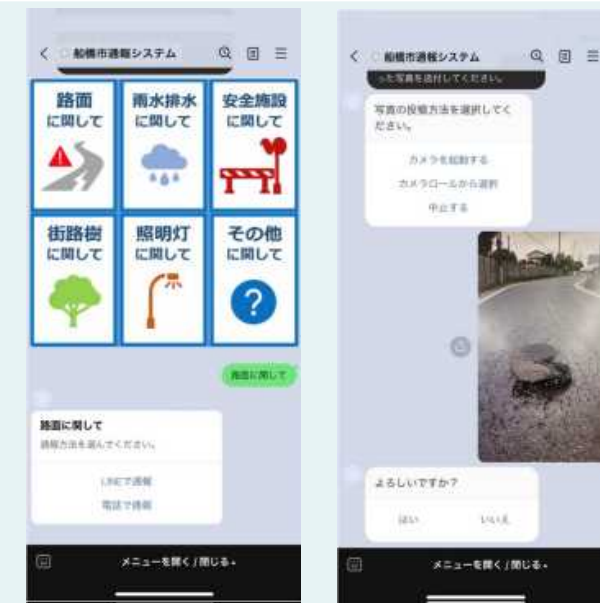 船橋市通報システム
路面
に関して
雨水排水
に関して
安全施設
に関して
街路樹
に関して
照明灯
に関して
その他
に関して
?
路面に関して
路面に関して
通報方法を選んでください。
LINEで通報
電話で通報
メニューを開く/閉じる
船橋市通報システム
った写真を送付してください。
写真の投稿方法を選択してく
ださい。
カメラを起動する
カメラロールから選択
中止する
よろしいですか?
はい
いいえ
メニューを開く/閉じる